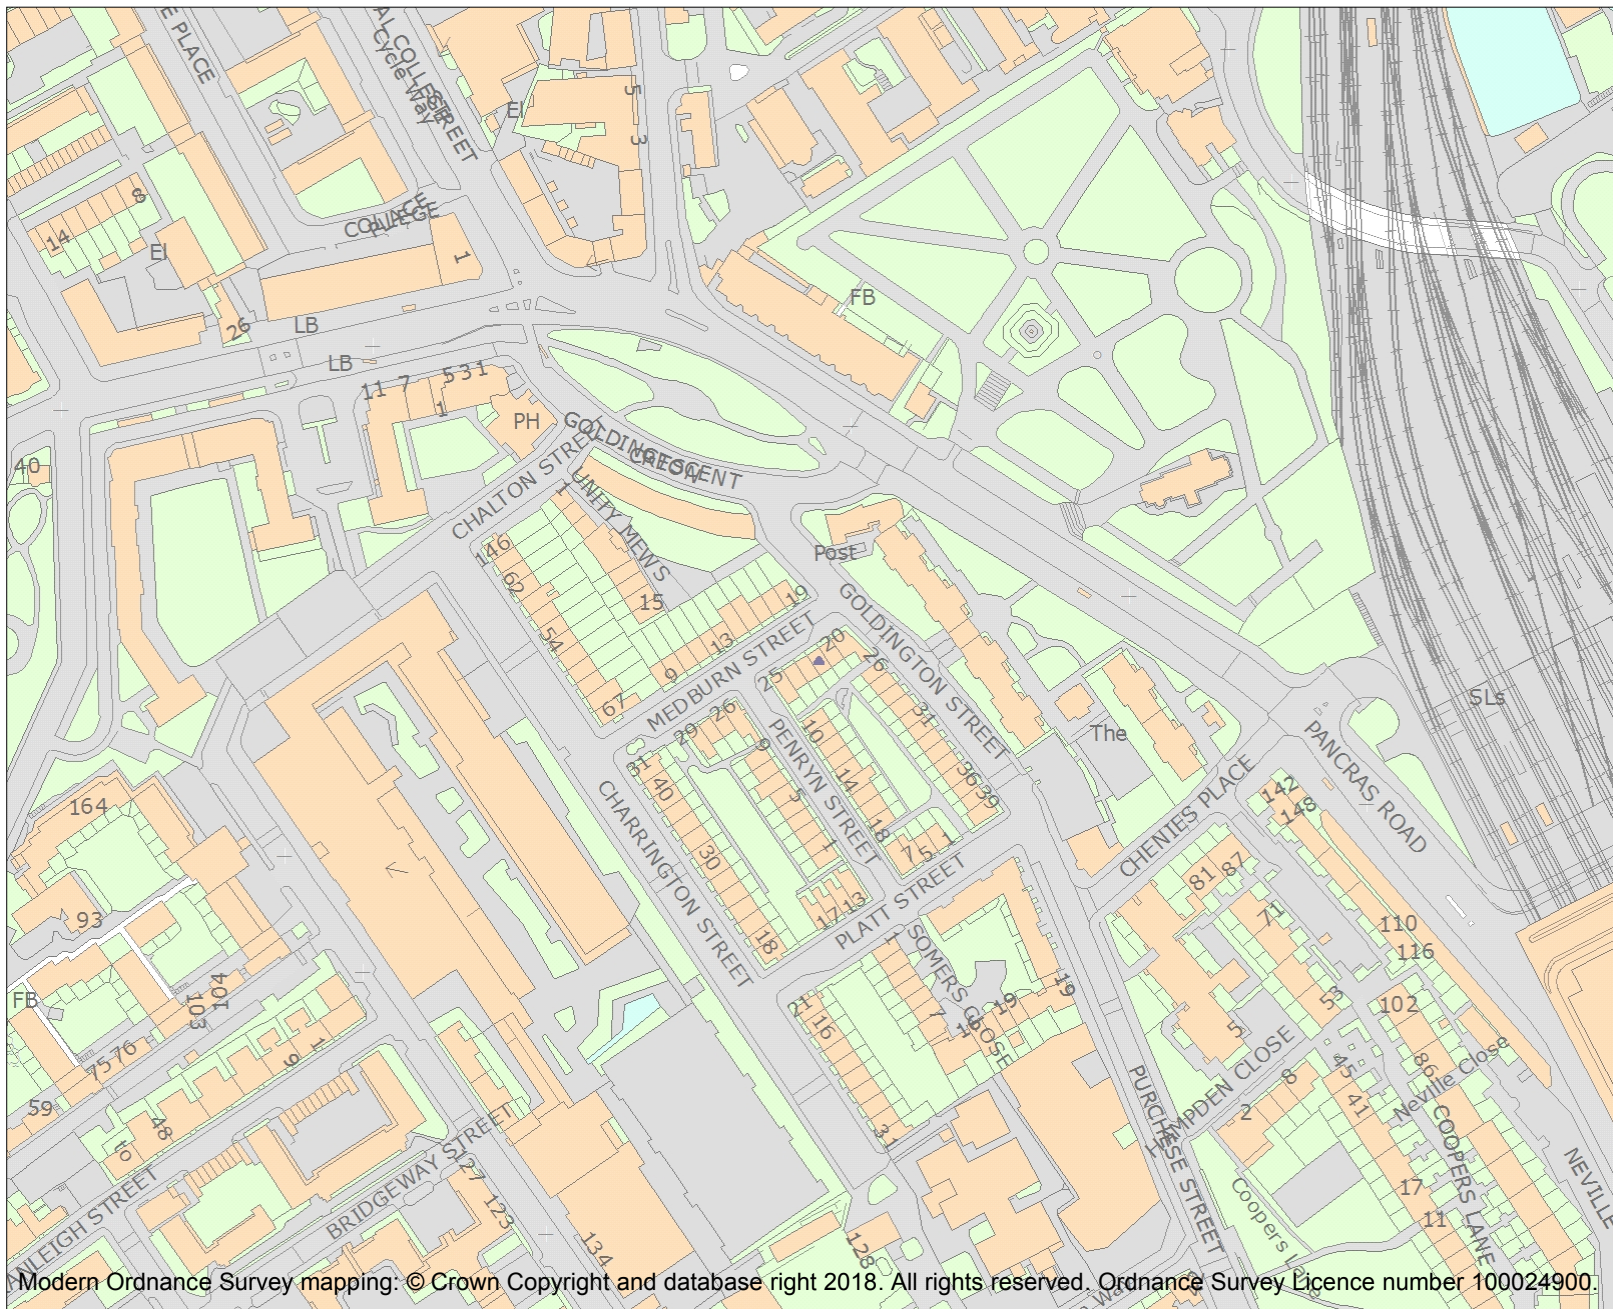 E PLACE
COLLEGE STREET
Cycle Way
El
5
3
8
14
El
COLLEGE
PLACE
1
FB
26
LB
LB
11
7
5
3
1
1
PH
40
GOLDINGTON
CRESCENT
CHALTON STREET
1
UNITY MEWS
146
62
Post
15
19
54
GOLDINGTON STREET
13
20
9
26
25
67
MEDBURN STREET
26
31
SLs
29
10
PENRYN STREET
The
PANCRAS ROAD
31
9
40
14
36
39
CHENIES PLACE
142
148
164
5
CHARRINGTON STREET
18
1
1
7
5
30
81
87
93
17
13
PLATT STREET
71
110
18
1
SOMERS CLOSE
116
104
103
FB
19
19
53
102
21
16
7
5
75
76
1
9
HAMPDEN CLOSE
45
86
Neville Close
59
48
8
41
to
2
31
PURCHESE STREET
COOPERS LANE
BRIDGEWAY STREET
127
123
17
NEVILLE
ANLEIGH STREET
11
Coopers Lane
134
128
Way
Modern Ordnance Survey mapping: © Crown Copyright and database right 2018. All rights reserved. Ordnance Survey Licence number 100024900.